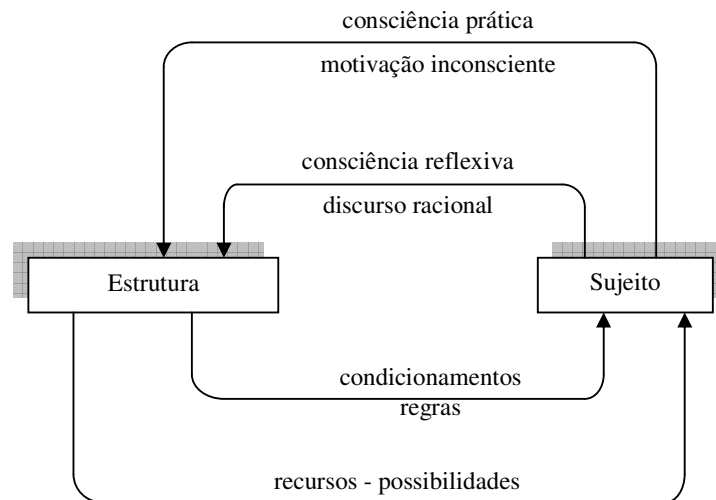 consciência prática
motivação inconsciente
consciência reflexiva
discurso racional
Estrutura
Sujeito
condicionamentos
regras
recursos - possibilidades